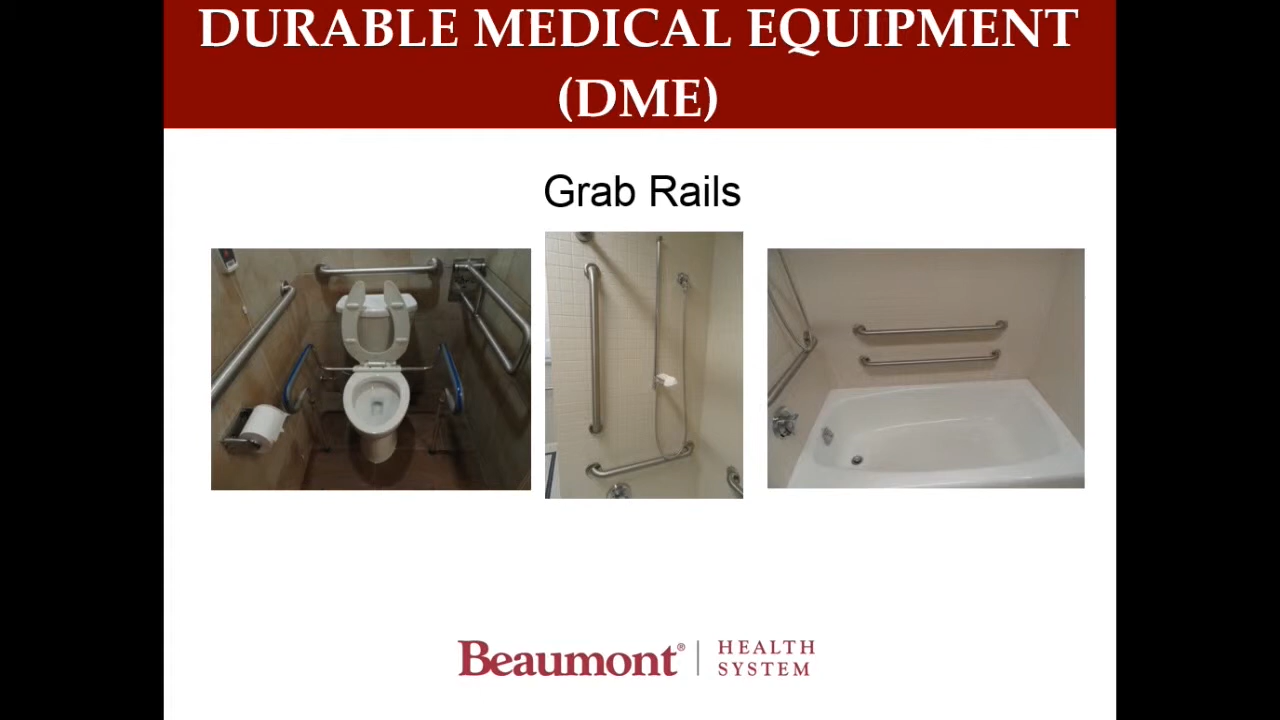 DURABLE MEDICAL EQUIPMENT
(DME)
Grab Rails
Beaumont® | HEALTH
SYSTEM